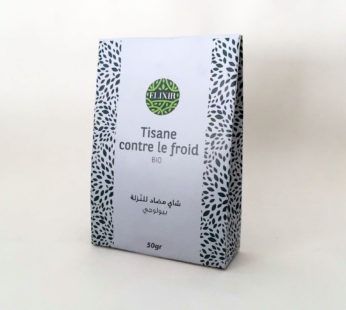 ELIXIR
Tisane
contre le froid
BIO
شاي مضاد للنزلة
بيولوجي
50gr